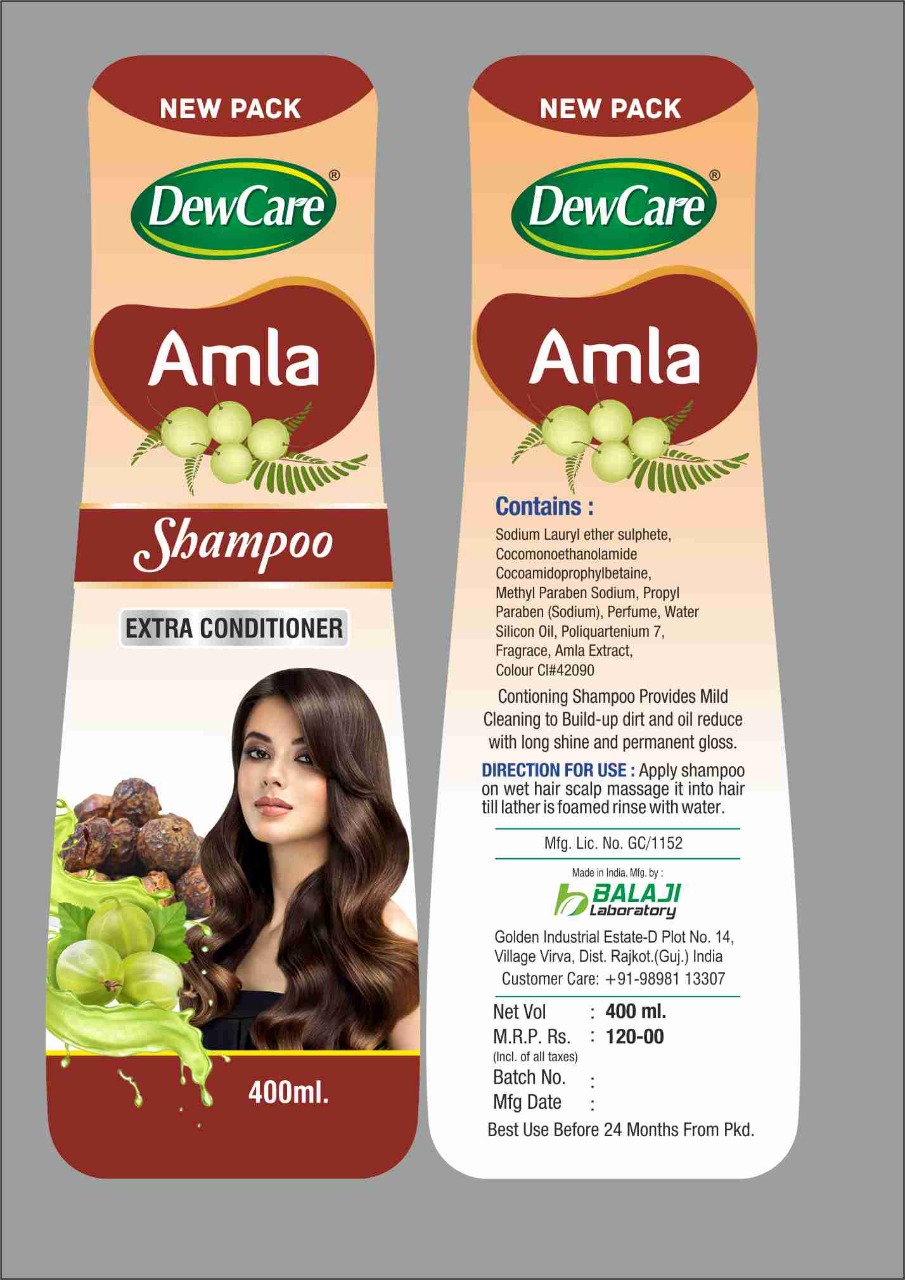 NEW PACK
DewCare®
Amla
Shampoo
EXTRA CONDITIONER
400ml.
NEW PACK
DewCare®
Amla
Contains :
Sodium Lauryl ether sulphete,
Cocomonoethanolamide
Cocoamidoprophylbetaine,
Methyl Paraben Sodium, Propyl
Paraben (Sodium), Perfume, Water
Silicon Oil, Poliquartenium 7,
Fragrace, Amla Extract,
Colour CI#42090
Contioning Shampoo Provides Mild
Cleaning to Build-up dirt and oil reduce
with long shine and permanent gloss.
DIRECTION FOR USE : Apply shampoo
on wet hair scalp massage it into hair
till lather is foamed rinse with water.
Mfg. Lic. No. GC/1152
Made in India. Mfg. by :
BALAJI
Laboratory
Golden Industrial Estate-D Plot No. 14,
Village Virva, Dist. Rajkot.(Guj.) India
Customer Care: +91-98981 13307
Net Vol : 400 ml.
M.R.P. Rs. : 120-00
(Incl. of all taxes)
Batch No. :
Mfg Date :
Best Use Before 24 Months From Pkd.